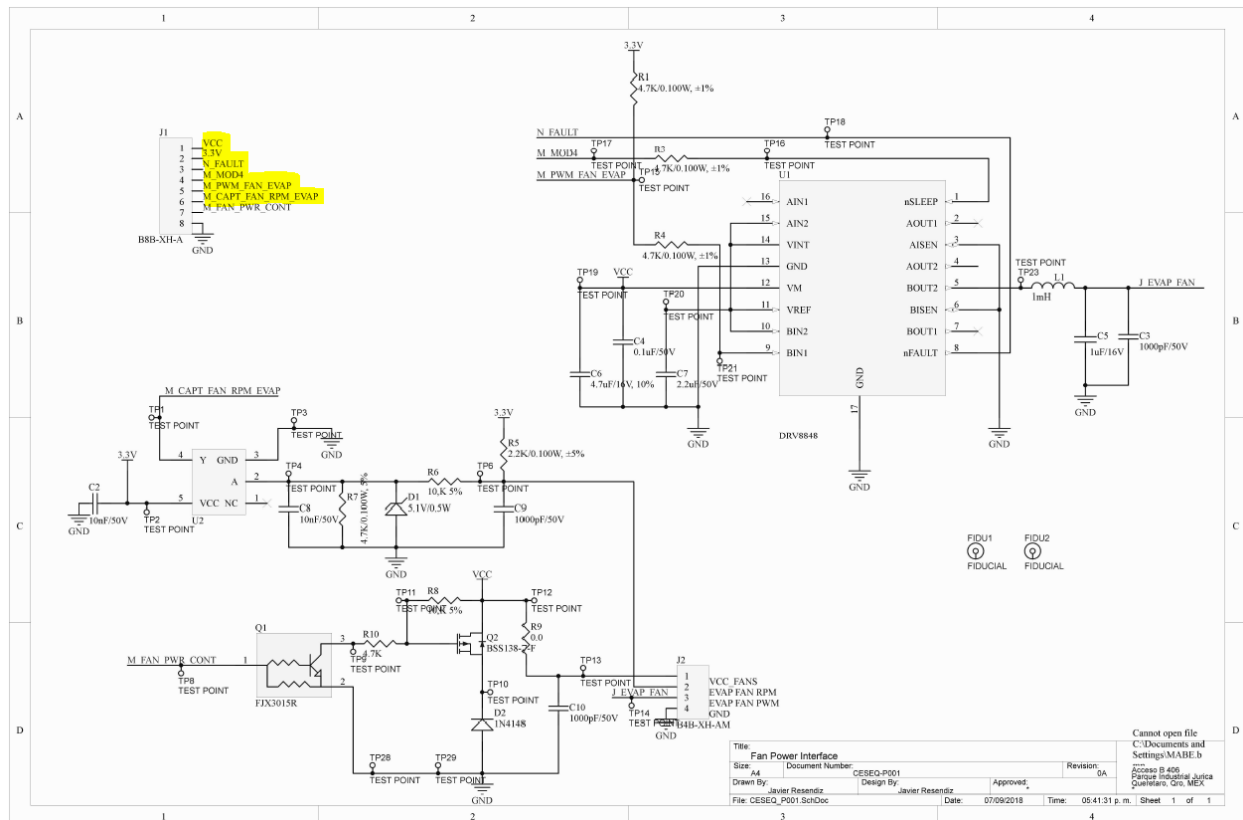 1 2 3 4
A A
B B
C C
D D
1 2 3 4
J1
1 VCC
2 3.3V
3 N_FAULT
4 M_MOD4
5 M_PWM_FAN_EVAP
6 M_CAPT_FAN_RPM_EVAP
7 M_FAN_PWR_CONT
8
B8B-XH-A
GND
3.3V
R1
4.7K/0.100W, ±1%
N_FAULT
TP18
TEST POINT
M_MOD4
TP17
TEST POINT
R3
4.7K/0.100W, ±1%
TP16
TEST POINT
M_PWM_FAN_EVAP
TP15
TEST POINT
R4
4.7K/0.100W, ±1%
U1
16 AIN1 nSLEEP 1
15 AIN2 AOUT1 2
14 VINT AISEN 3
13 GND AOUT2 4
12 VM BOUT2 5
11 VREF BISEN 6
10 BIN2 BOUT1 7
9 BIN1 nFAULT 8
GND
17
DRV8848
GND
TP19
TEST POINT
VCC
TP20
TEST POINT
C4
0.1uF/50V
C6
4.7uF/16V, 10%
C7
2.2uF/50V
TP21
TEST POINT
GND
GND
TEST POINT
TP23
L1
1mH
J_EVAP_FAN
C5
1uF/16V
C3
1000pF/50V
GND
M_CAPT_FAN_RPM_EVAP
TP1
TEST POINT
TP3
TEST POINT
GND
3.3V
4 Y GND 3
A 2
5 VCC NC 1
U2
C2
10nF/50V
GND
TP2
TEST POINT
TP4
TEST POINT
C8
10nF/50V
R7
4.7K/0.100W, 5%
D1
5.1V/0.5W
GND
R6
10,K 5%
TP6
TEST POINT
3.3V
R5
2.2K/0.100W, ±5%
C9
1000pF/50V
FIDU1
FIDUCIAL
FIDU2
FIDUCIAL
VCC
TP11
TEST POINT
R8
10,K 5%
TP12
TEST POINT
R9
0.0
Q1
M_FAN_PWR_CONT
1
3
2
TP8
TEST POINT
FJX3015R
TP9
TEST POINT
R10
4.7K
Q2
BSS138-7-F
TP10
TEST POINT
D2
1N4148
TP28
TEST POINT
TP29
TEST POINT
GND
C10
1000pF/50V
TP13
TEST POINT
J_EVAP_FAN
TP14
TEST POINT
J2
1 VCC_FANS
2 EVAP FAN RPM
3 EVAP FAN PWM
4 GND
B4B-XH-AM
GND
Title:
Fan Power Interface
Size: A4
Document Number: CESEQ-P001
Revision: 0A
Drawn By: Javier Resendiz
Design By: Javier Resendiz
Approved: *
File: CESEQ_P001.SchDoc
Date: 07/09/2018
Time: 05:41:31 p. m.
Sheet 1 of 1
Cannot open file
C:\Documents and
Settings\MABE.b
Acceso B 406
Parque Industrial Jurica
Queretaro, Qro, MEX